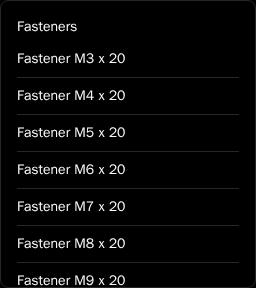 Fasteners
Fastener M3 x 20
Fastener M4 x 20
Fastener M5 x 20
Fastener M6 x 20
Fastener M7 x 20
Fastener M8 x 20
Fastener M9 x 20